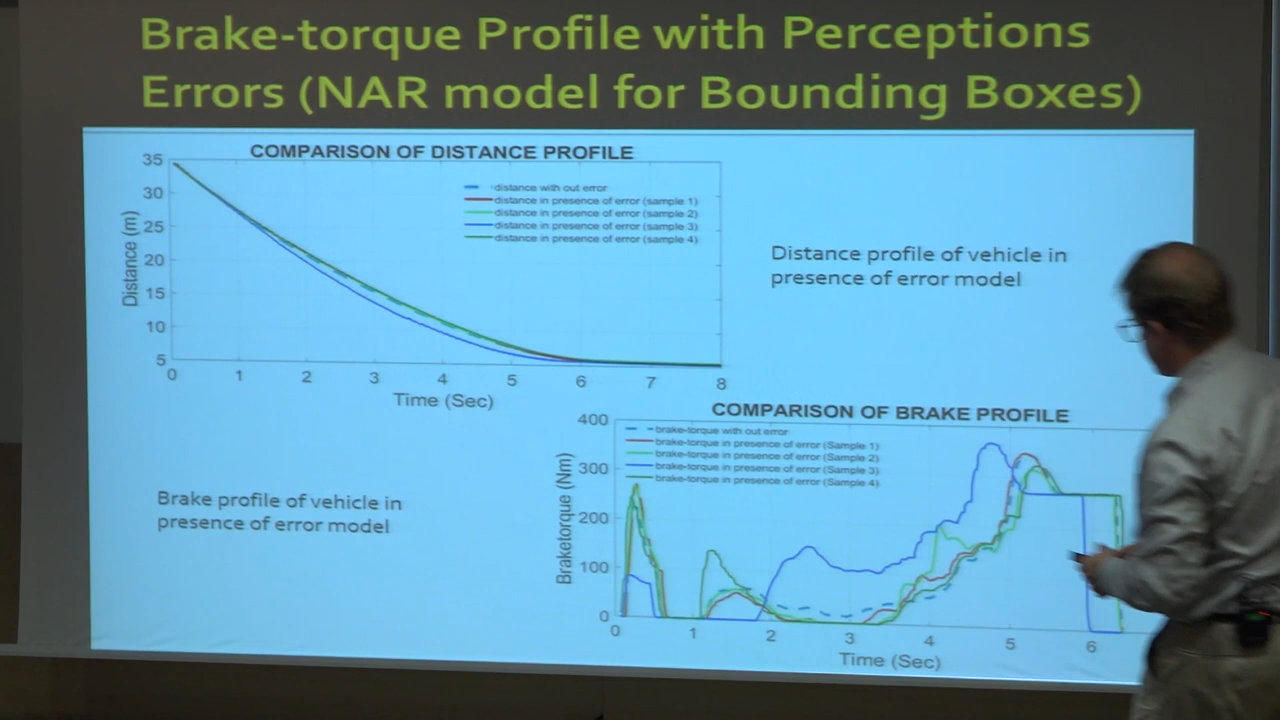 Brake-torque Profile with Perceptions
Errors (NAR model for Bounding Boxes)
COMPARISON OF DISTANCE PROFILE
35
30
25
20
15
10
5
Distance (m)
distance with out error
distance in presence of error (sample 1)
distance in presence of error (sample 2)
distance in presence of error (sample 3)
distance in presence of error (sample 4)
0 1 2 3 4 5 6 7 8
Time (Sec)
Distance profile of vehicle in
presence of error model
Brake profile of vehicle in
presence of error model
COMPARISON OF BRAKE PROFILE
400
300
200
100
0
Braketorque (Nm)
brake-torque with out error
brake-torque in presence of error (Sample 1)
brake-torque in presence of error (Sample 2)
brake-torque in presence of error (Sample 3)
brake-torque in presence of error (Sample 4)
0 1 2 3 4 5 6
Time (Sec)